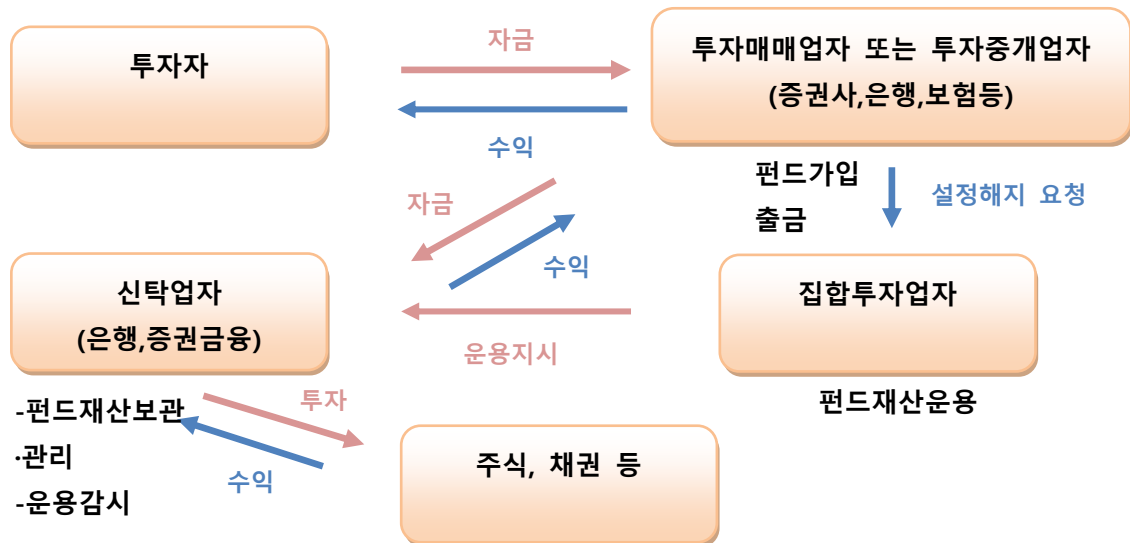 투자자
자금
수익
투자매매업자 또는 투자중개업자
(증권사,은행,보험등)
펀드가입
출금
설정해지 요청
자금
수익
신탁업자
(은행,증권금융)
운용지시
집합투자업자
펀드재산운용
-펀드재산보관
·관리
-운용감시
투자
수익
주식, 채권 등